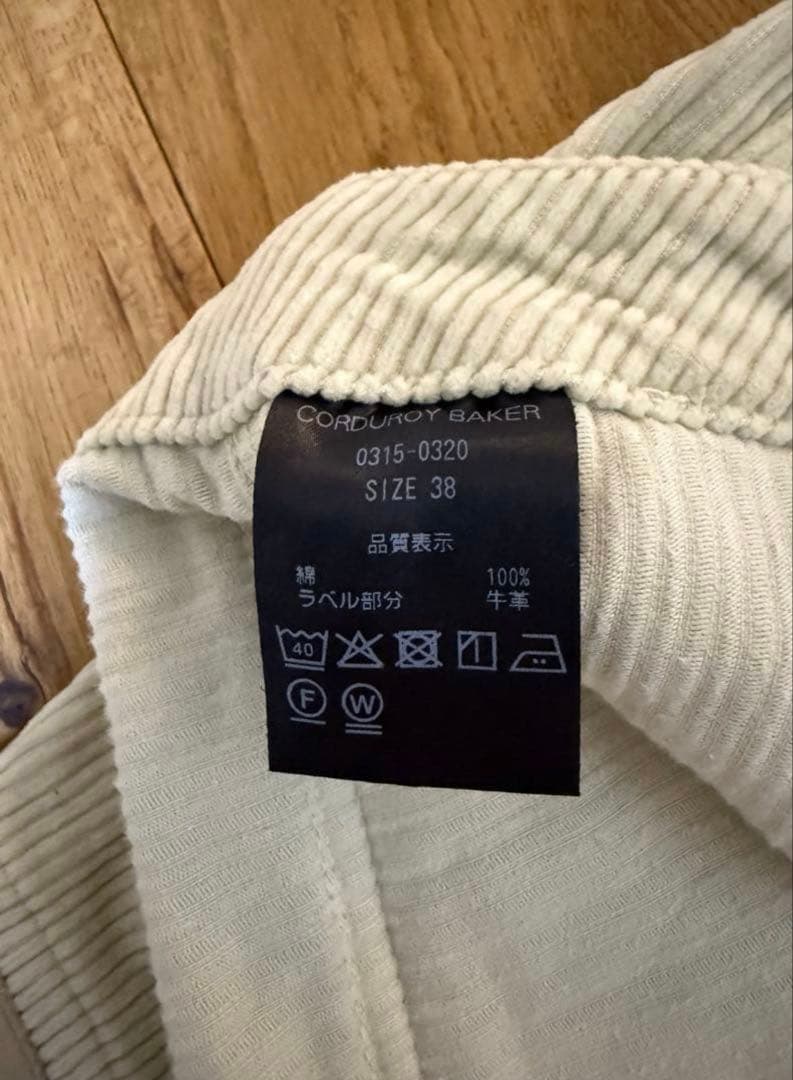 CORDUROY BAKER
0315-0320
SIZE 38
品質表示
綿 100%
ラベル部分 牛革
40
F W